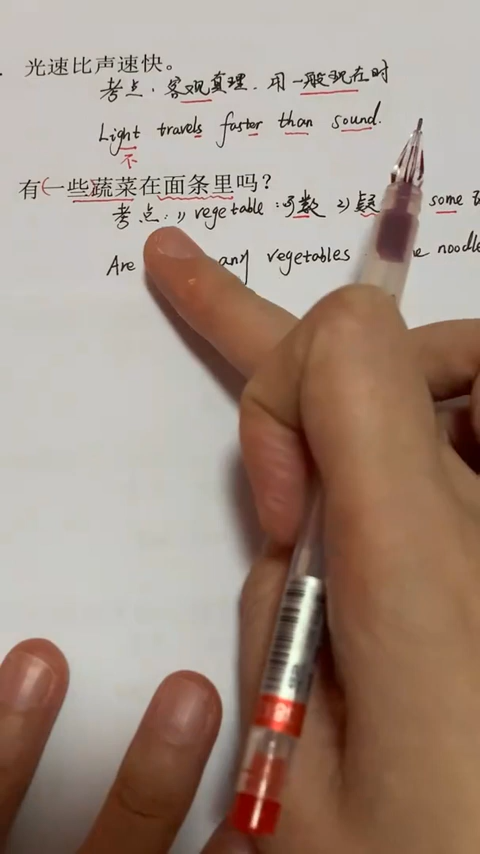 光速比声速快。
考点：客观真理．用一般现在时
Light travels faster than sound.
不
有一些蔬菜在面条里吗？
考点：1) vegetable：可数 2) 疑 some
Are any vegetables noodle